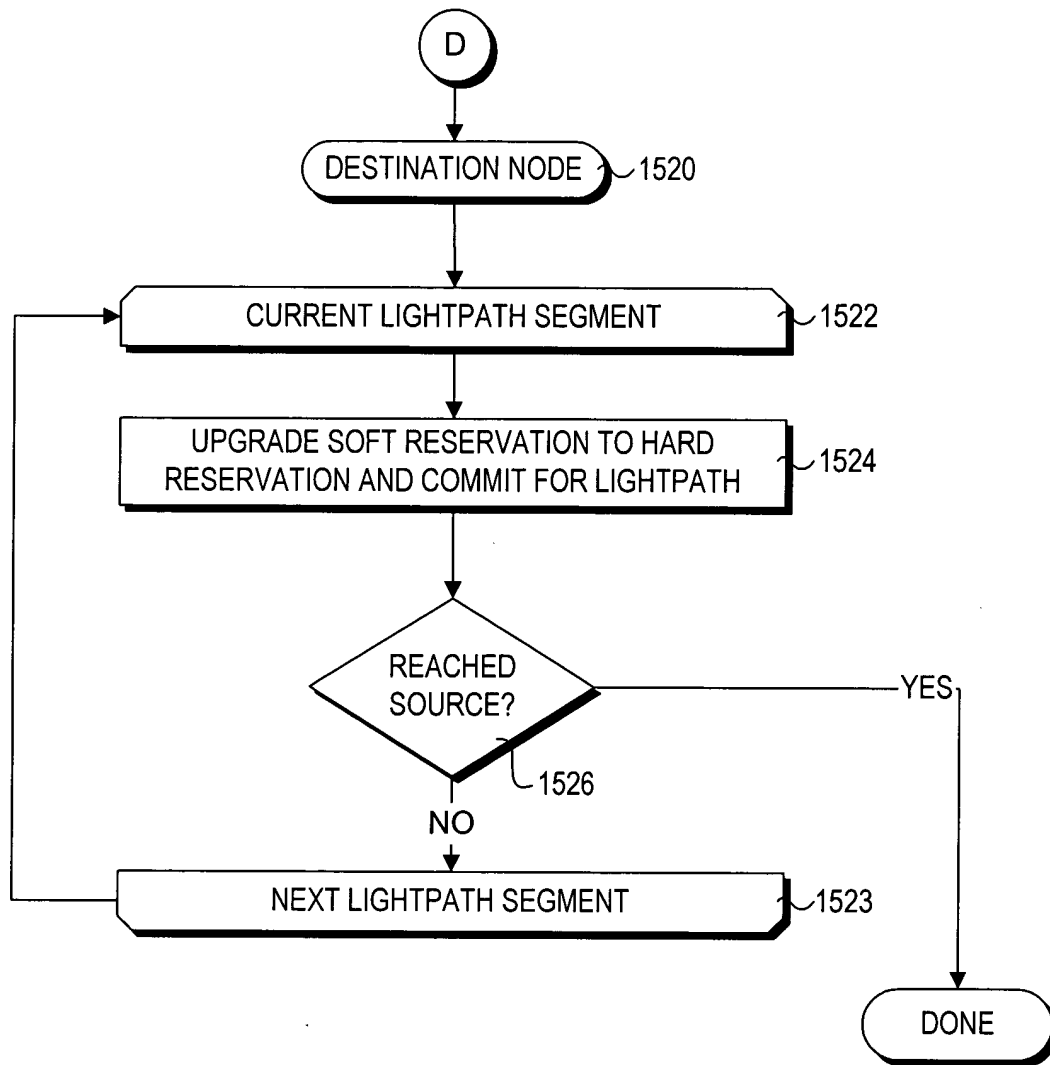 D
DESTINATION NODE
1520
CURRENT LIGHTPATH SEGMENT
1522
UPGRADE SOFT RESERVATION TO HARD
RESERVATION AND COMMIT FOR LIGHTPATH
1524
REACHED
SOURCE?
1526
YES
NO
NEXT LIGHTPATH SEGMENT
1523
DONE